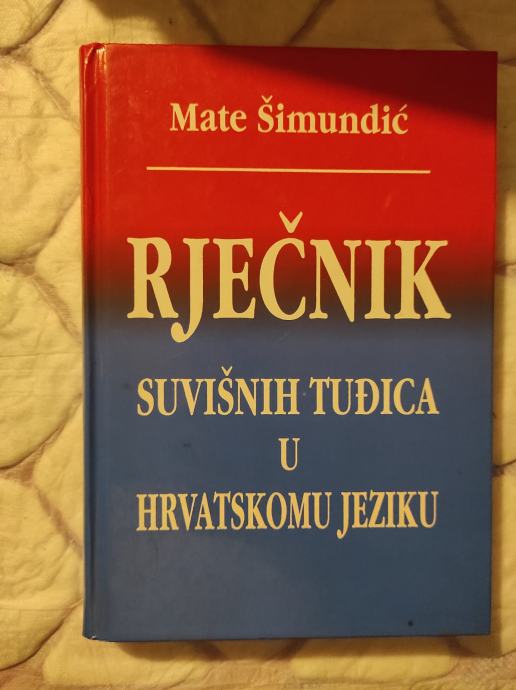 Mate Šimundić
RJEČNIK
SUVIŠNIH TUĐICA
U
HRVATSKOMU JEZIKU